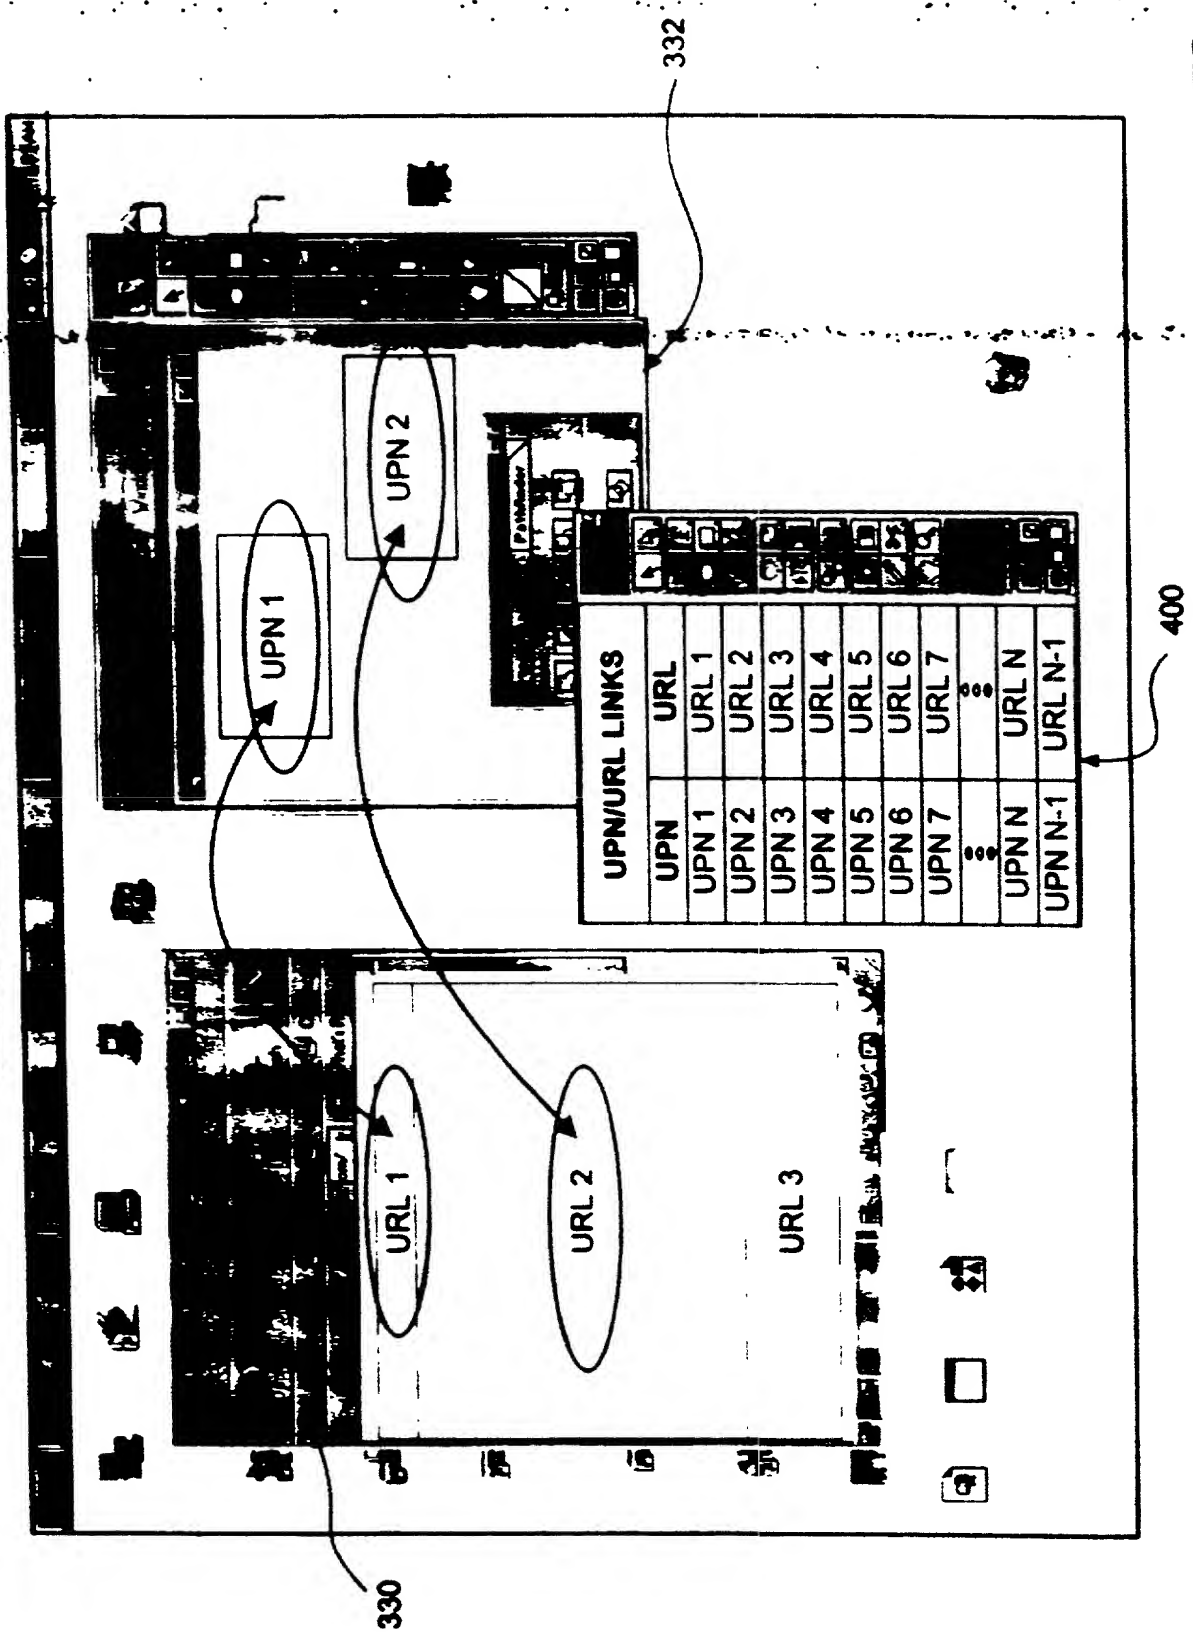 330
332
400
URL 1
URL 2
URL 3
UPN 1
UPN 2
Pathfinder
UPN/URL LINKS
UPN URL
UPN 1 URL 1
UPN 2 URL 2
UPN 3 URL 3
UPN 4 URL 4
UPN 5 URL 5
UPN 6 URL 6
UPN 7 URL 7
••• •••
UPN N URL N
UPN N-1 URL N-1